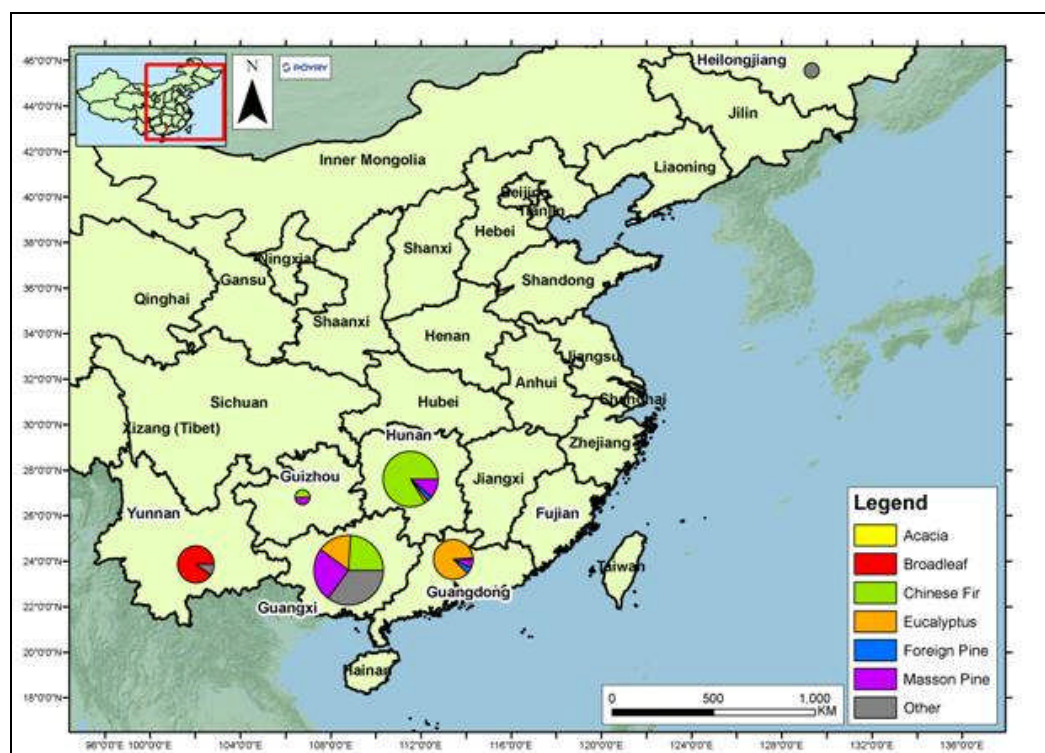 N
PÖYRY
Heilongjiang
Jilin
Inner Mongolia
Liaoning
Beijing
Tianjin
Hebei
Ningxia
Shanxi
Gansu
Shandong
Qinghai
Shaanxi
Henan
Jiangsu
Anhui
Sichuan
Hubei
Shanghai
Xizang (Tibet)
Zhejiang
Hunan
Guizhou
Jiangxi
Yunnan
Fujian
Taiwan
Guangxi
Guangdong
Hainan
Legend
Acacia
Broadleaf
Chinese Fir
Eucalyptus
Foreign Pine
Masson Pine
Other
0 500 1,000
KM
46°0'0"N
44°0'0"N
42°0'0"N
40°0'0"N
38°0'0"N
36°0'0"N
34°0'0"N
32°0'0"N
30°0'0"N
28°0'0"N
26°0'0"N
24°0'0"N
22°0'0"N
20°0'0"N
18°0'0"N
96°0'0"E 100°0'0"E 104°0'0"E 108°0'0"E 112°0'0"E 116°0'0"E 120°0'0"E 124°0'0"E 128°0'0"E 132°0'0"E 136°0'0"E